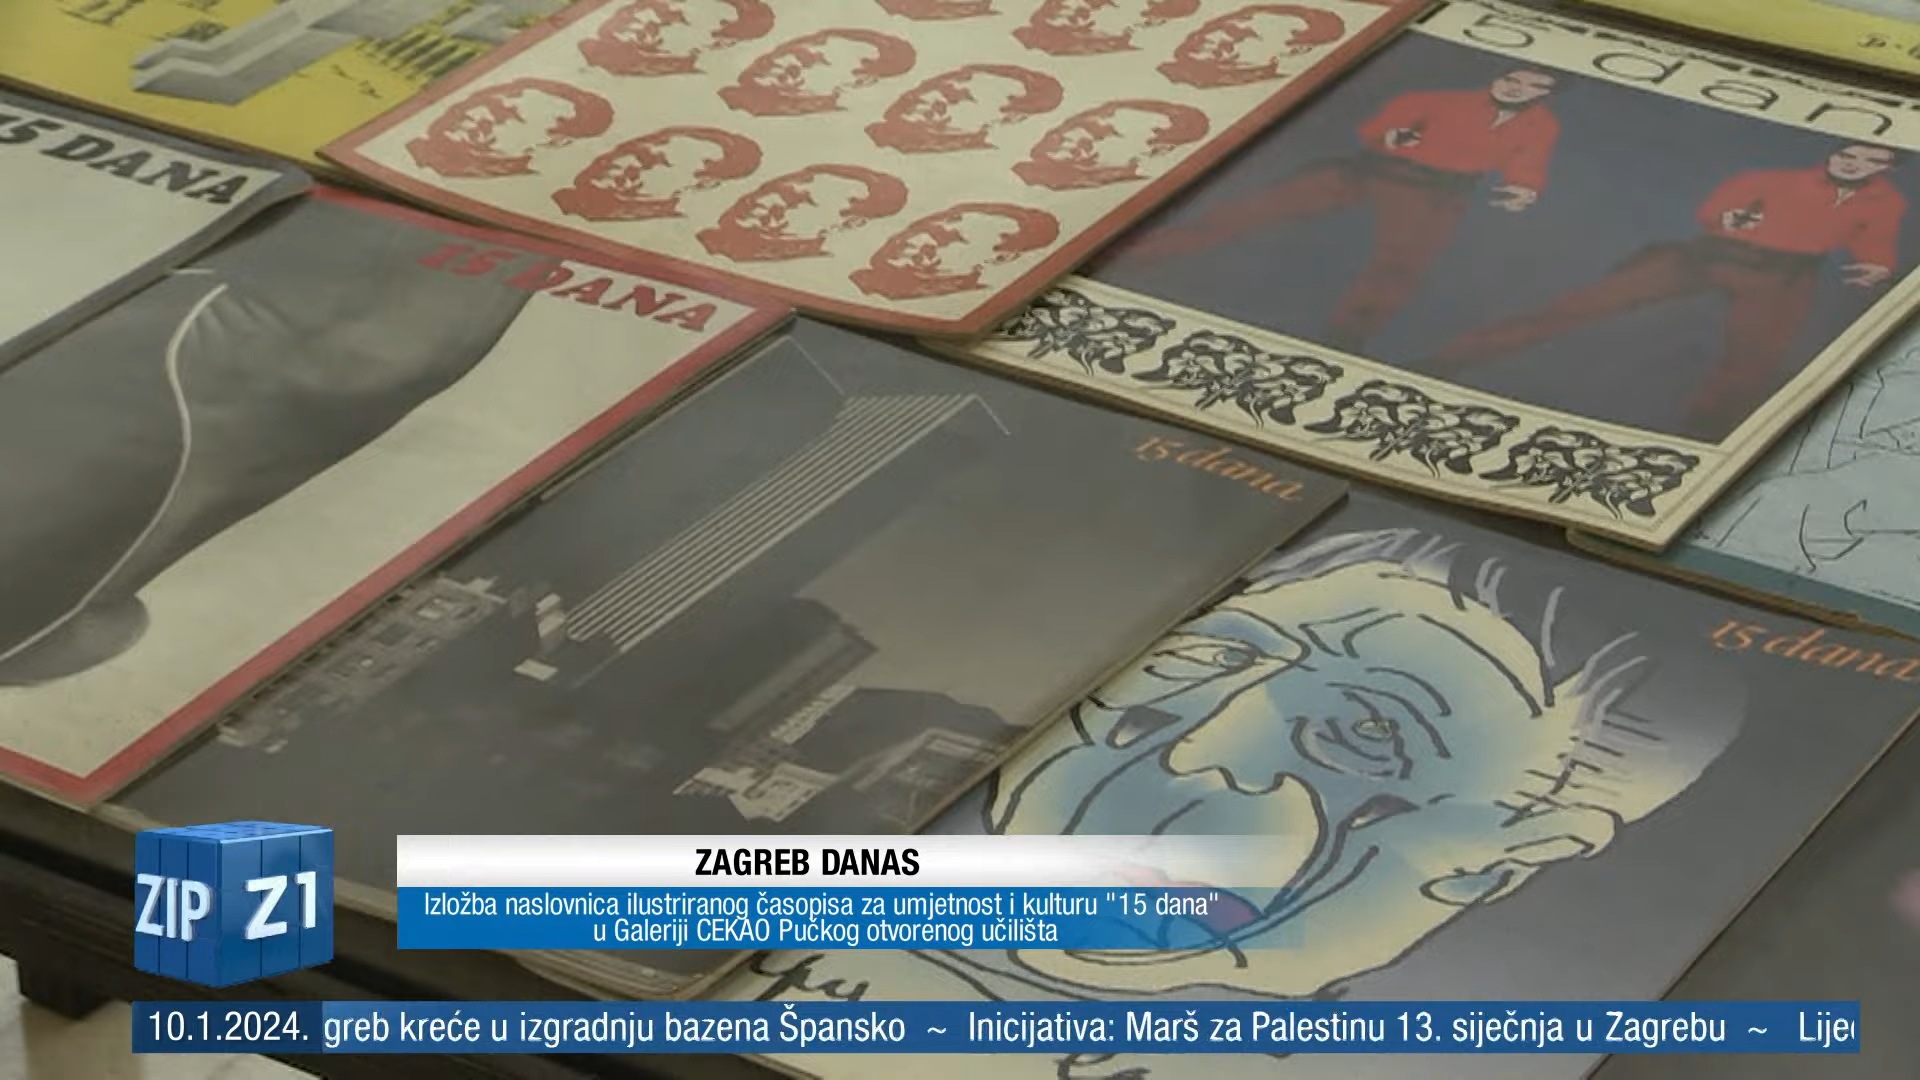 5 dan
15 DANA
15 DANA
15 dana
15 dana
ZIP Z1
ZAGREB DANAS
Izložba naslovnica ilustriranog časopisa za umjetnost i kulturu "15 dana"
u Galeriji CEKAO Pučkog otvorenog učilišta
10.1.2024. greb kreće u izgradnju bazena Špansko ~ Inicijativa: Marš za Palestinu 13. siječnja u Zagrebu ~ Lije